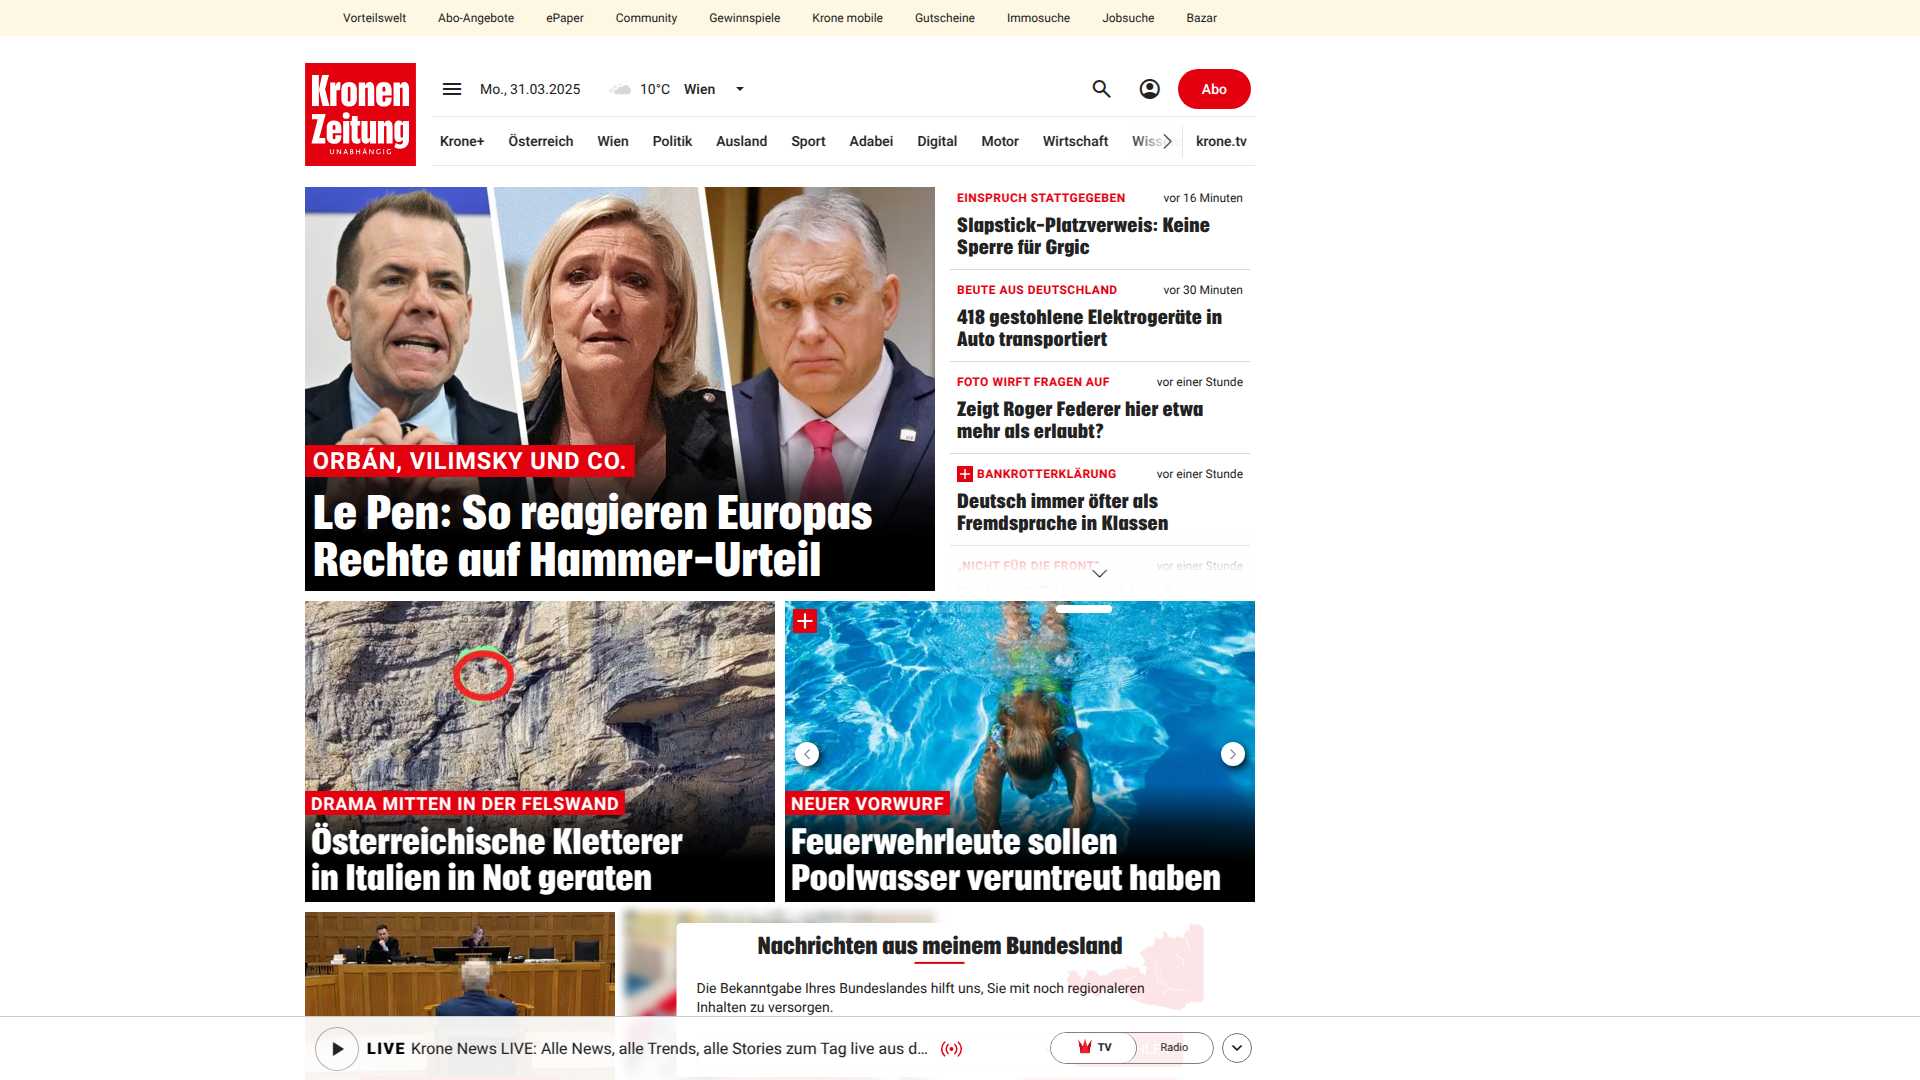 Vorteilswelt Abo-Angebote ePaper Community Gewinnspiele Krone mobile Gutscheine Immosuche Jobsuche Bazar
Kronen
Zeitung
UNABHÄNGIG
Mo., 31.03.2025 10°C Wien
Abo
Krone+ Österreich Wien Politik Ausland Sport Adabei Digital Motor Wirtschaft Wiss krone.tv
ORBÁN, VILIMSKY UND CO.
Le Pen: So reagieren Europas
Rechte auf Hammer-Urteil
EINSPRUCH STATTGEGEBEN vor 16 Minuten
Slapstick-Platzverweis: Keine
Sperre für Grgic
BEUTE AUS DEUTSCHLAND vor 30 Minuten
418 gestohlene Elektrogeräte in
Auto transportiert
FOTO WIRFT FRAGEN AUF vor einer Stunde
Zeigt Roger Federer hier etwa
mehr als erlaubt?
BANKROTTERKLÄRUNG vor einer Stunde
Deutsch immer öfter als
Fremdsprache in Klassen
„NICHT FÜR DIE FRONT“ vor einer Stunde
DRAMA MITTEN IN DER FELSWAND
Österreichische Kletterer
in Italien in Not geraten
NEUER VORWURF
Feuerwehrleute sollen
Poolwasser veruntreut haben
Nachrichten aus meinem Bundesland
Die Bekanntgabe Ihres Bundeslandes hilft uns, Sie mit noch regionaleren
Inhalten zu versorgen.
LIVE Krone News LIVE: Alle News, alle Trends, alle Stories zum Tag live aus d...
TV Radio